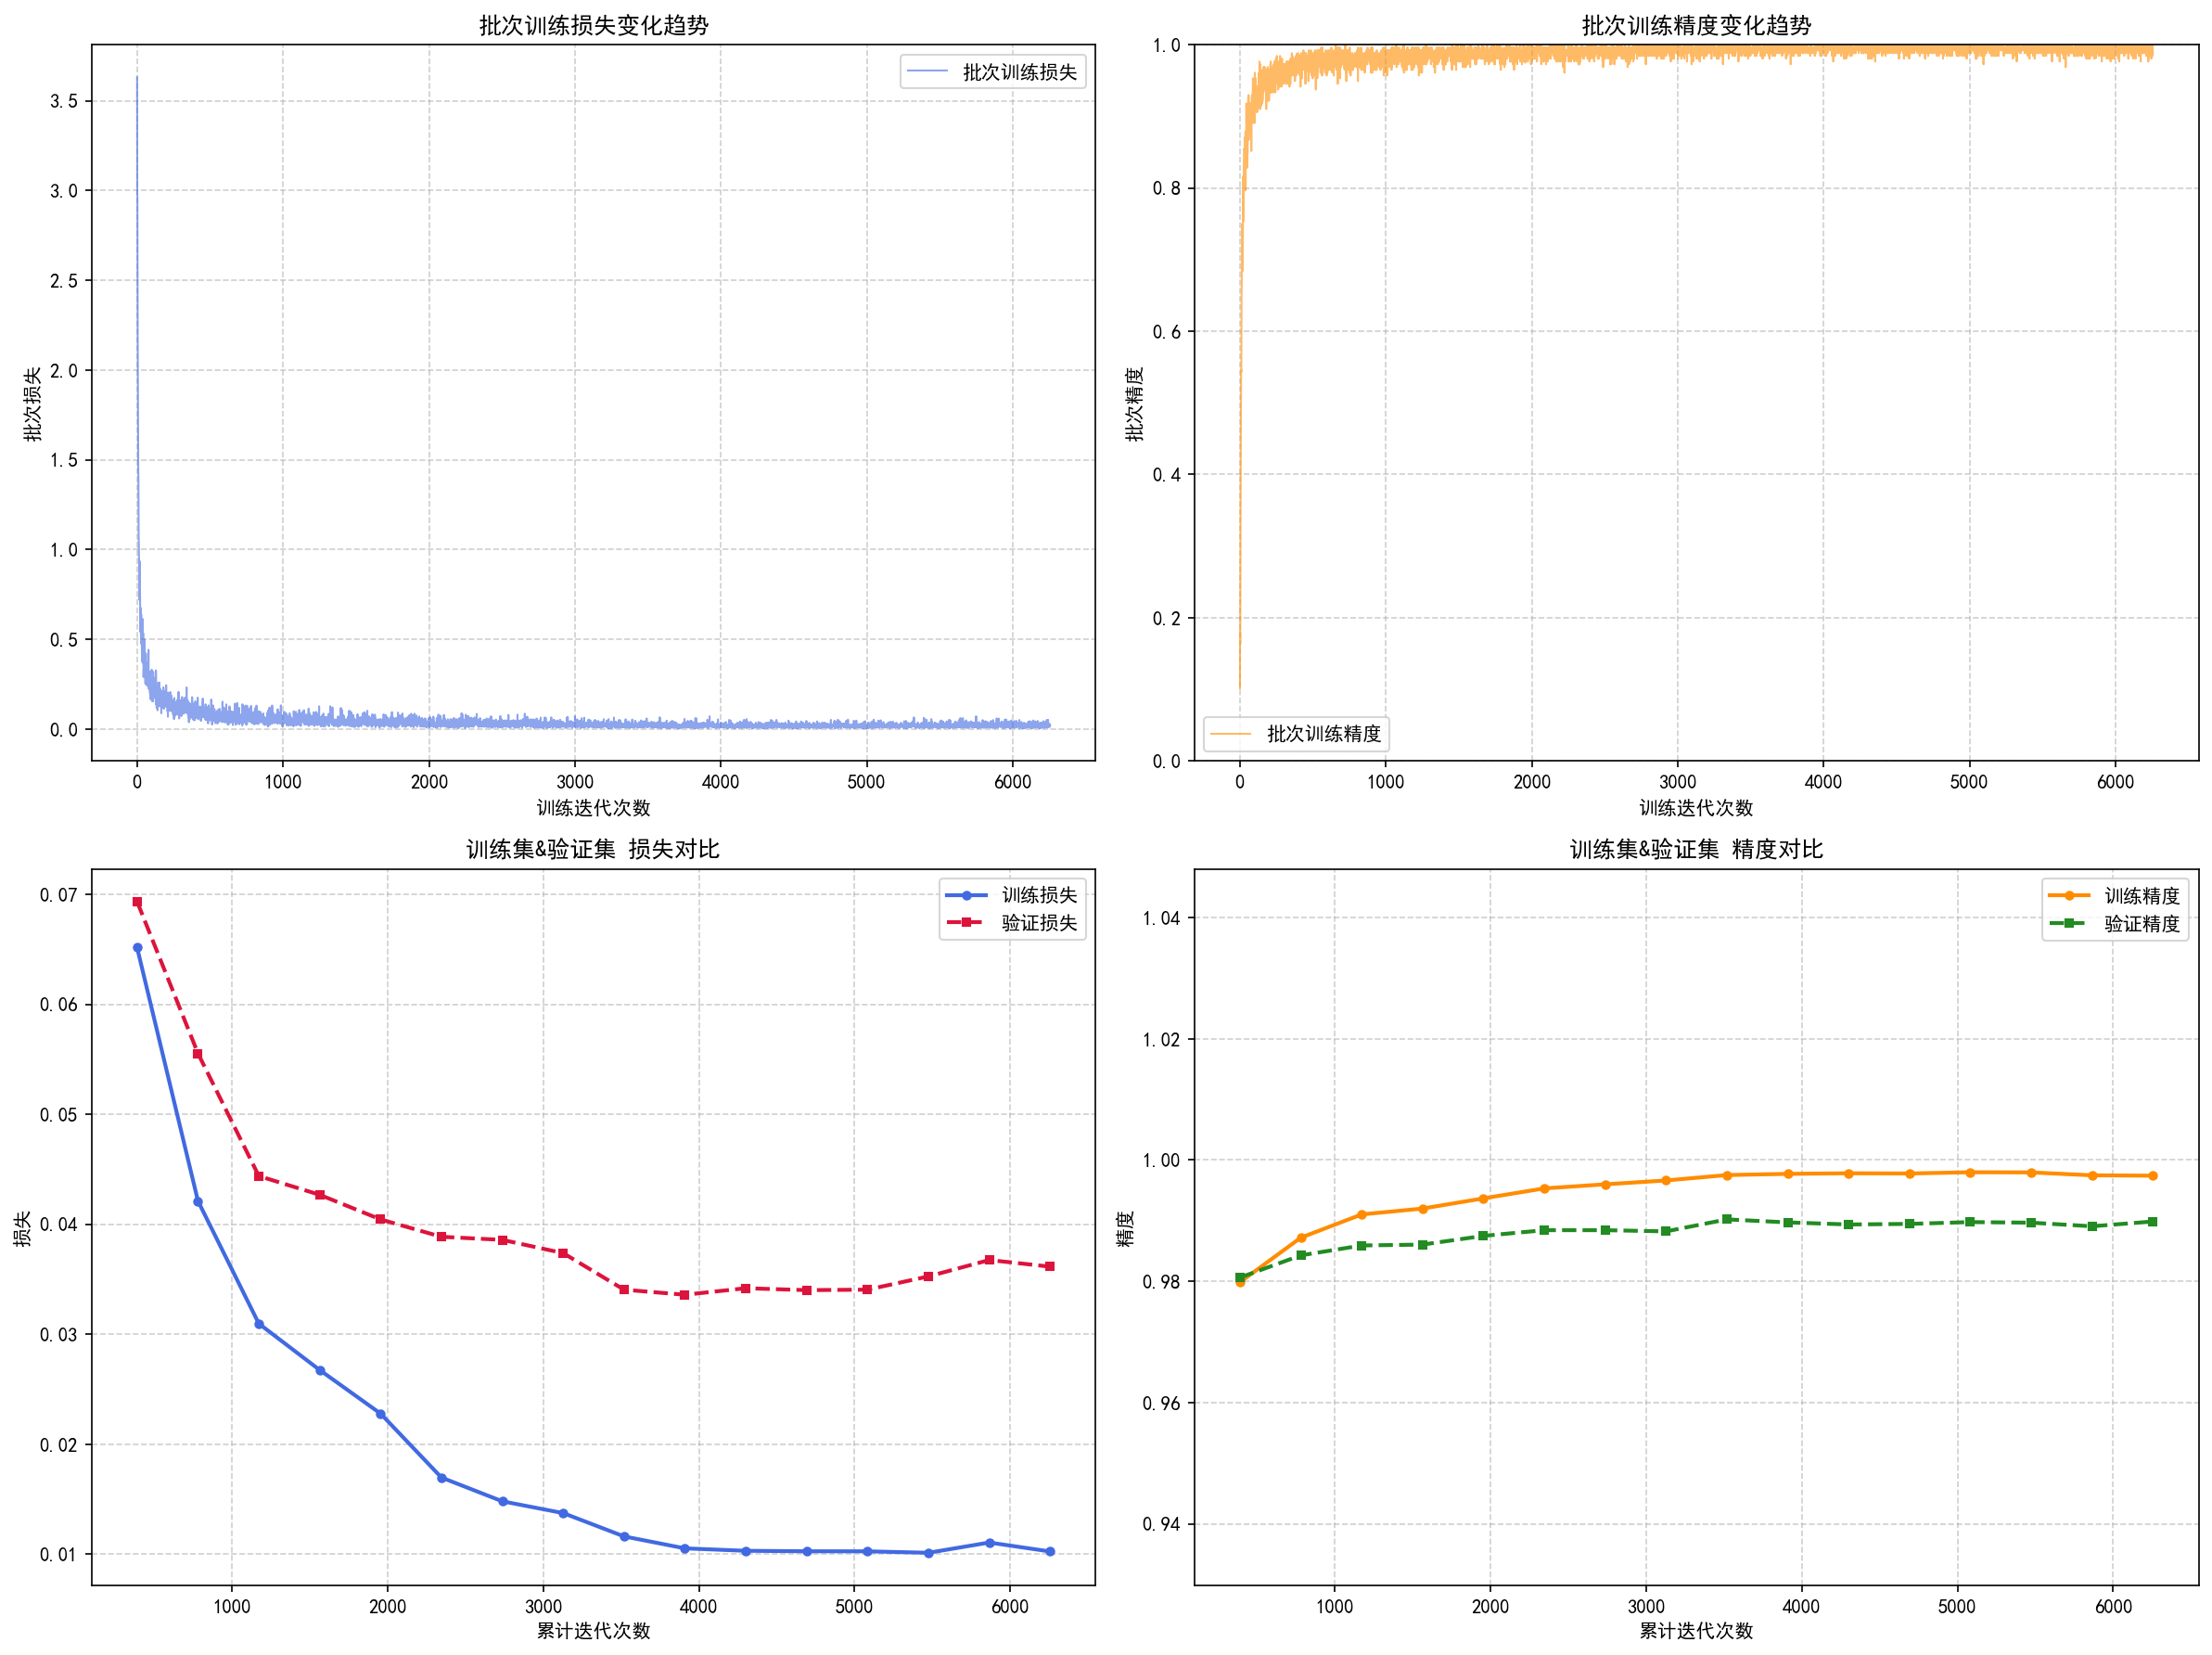 批次训练损失变化趋势
批次训练损失
批次损失
3.5
3.0
2.5
2.0
1.5
1.0
0.5
0.0
0 1000 2000 3000 4000 5000 6000
训练迭代次数
批次训练精度变化趋势
批次精度
1.0
0.8
0.6
0.4
0.2
0.0
批次训练精度
0 1000 2000 3000 4000 5000 6000
训练迭代次数
训练集&验证集 损失对比
训练损失
验证损失
损失
0.07
0.06
0.05
0.04
0.03
0.02
0.01
1000 2000 3000 4000 5000 6000
累计迭代次数
训练集&验证集 精度对比
训练精度
验证精度
精度
1.04
1.02
1.00
0.98
0.96
0.94
1000 2000 3000 4000 5000 6000
累计迭代次数